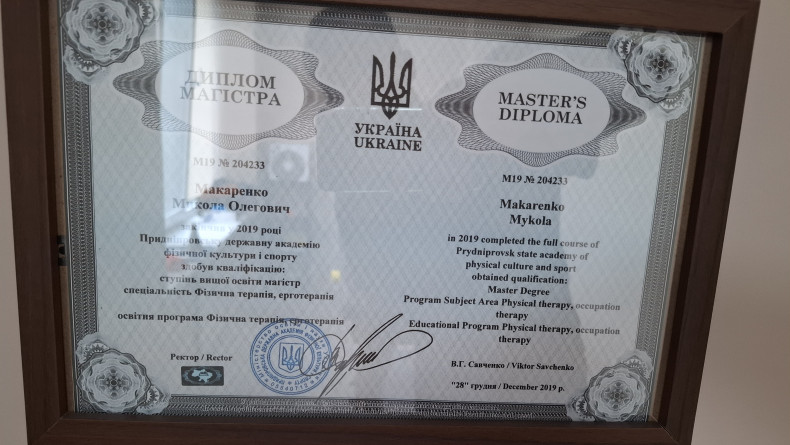 ДИПЛОМ
МАГІСТРА
УКРАЇНА
UKRAINE
MASTER'S
DIPLOMA
М19 № 204233
Макаренко
Микола Олегович
2019 році
Придніпровську державну академію
фізичної культури і спорту
здобув кваліфікацію:
ступінь вищої освіти магістр
спеціальність Фізична терапія, ерготерапія
освітня програма Фізична терапія, ерготерапія
Ректор / Rector
М19 № 204233
Makarenko
Mykola
in 2019 completed the full course of
Prydniprovsk state academy of
physical culture and sport
obtained qualification:
Master Degree
Program Subject Area Physical therapy, occupation
therapy
Educational Program Physical therapy, occupation
therapy
В.Г. Савченко / Viktor Savchenko
"28" грудня / December 2019 р.